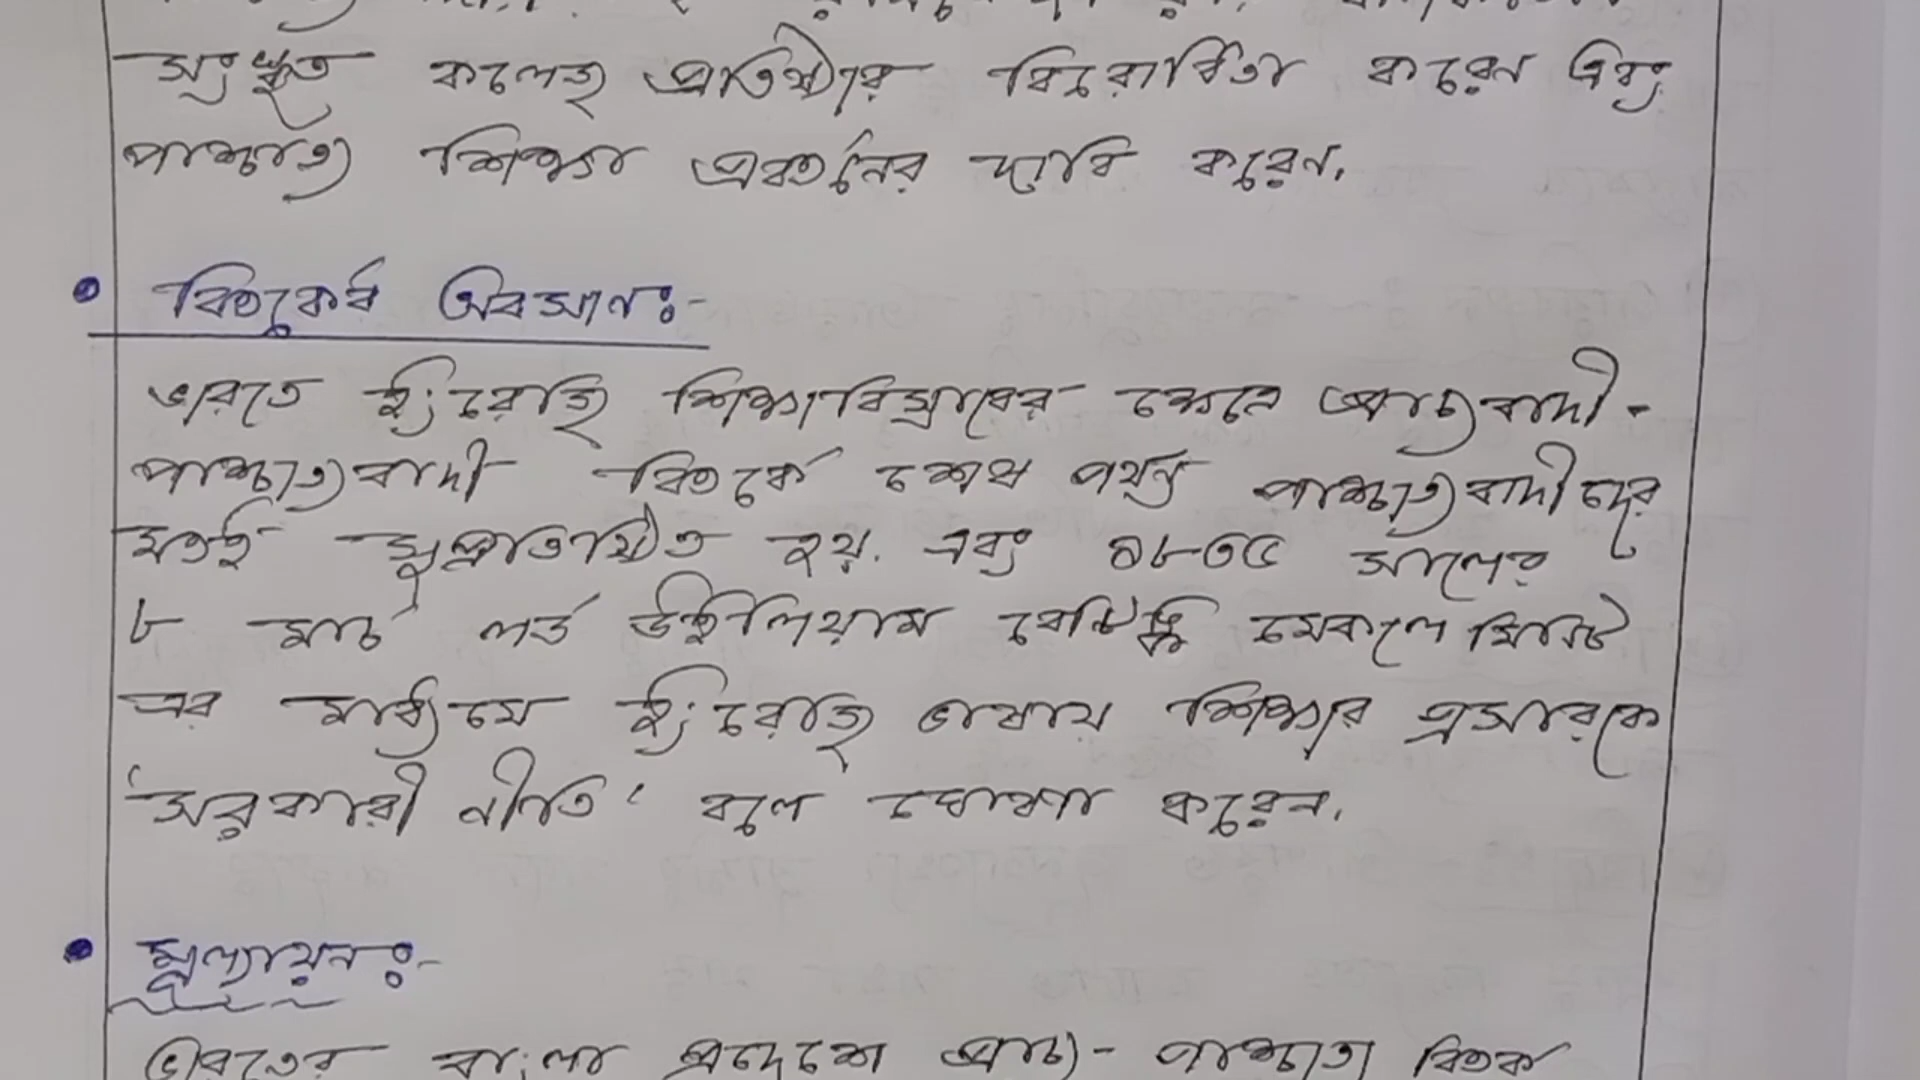 সংস্কৃত কলেজ প্রতিষ্ঠার বিরোধিতা করেন এবং
পাশ্চাত্য শিক্ষা প্রবর্তনের দাবি করেন।
• বিতর্কের অবসানঃ-
ভারতে ইংরেজি শিক্ষাবিস্তারের ক্ষেত্রে প্রাচ্যবাদী -
পাশ্চাত্যবাদী বিতর্কে শেষ পর্যন্ত পাশ্চাত্যবাদীদের
মতই সুপ্রতিষ্ঠিত হয়। এবং ১৮৩৫ সালের
৮ মার্চ লর্ড উইলিয়াম বেন্টিঙ্ক মেকলে মিনিট
এর মাধ্যমে ইংরেজি ভাষায় শিক্ষার প্রসারকে
'সরকারী নীতি' বলে ঘোষণা করেন।
• মূল্যায়নঃ-
ভারতের বাংলা প্রদেশে প্রাচ্য - পাশ্চাত্য বিতর্ক